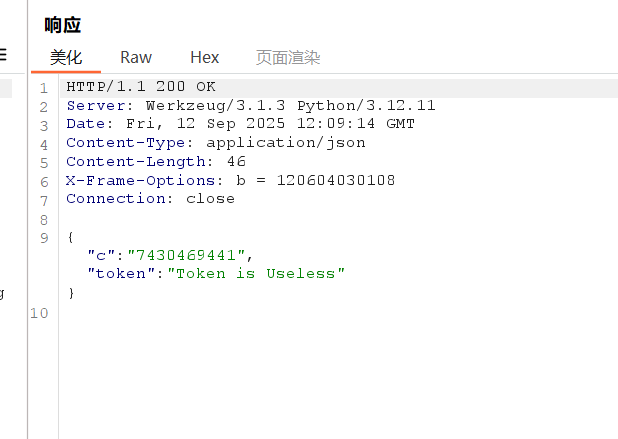 响应
美化 Raw Hex 页面渲染
1 HTTP/1.1 200 OK
2 Server: Werkzeug/3.1.3 Python/3.12.11
3 Date: Fri, 12 Sep 2025 12:09:14 GMT
4 Content-Type: application/json
5 Content-Length: 46
6 X-Frame-Options: b = 120604030108
7 Connection: close
8
9 {
"c":"7430469441",
"token":"Token is Useless"
}
10